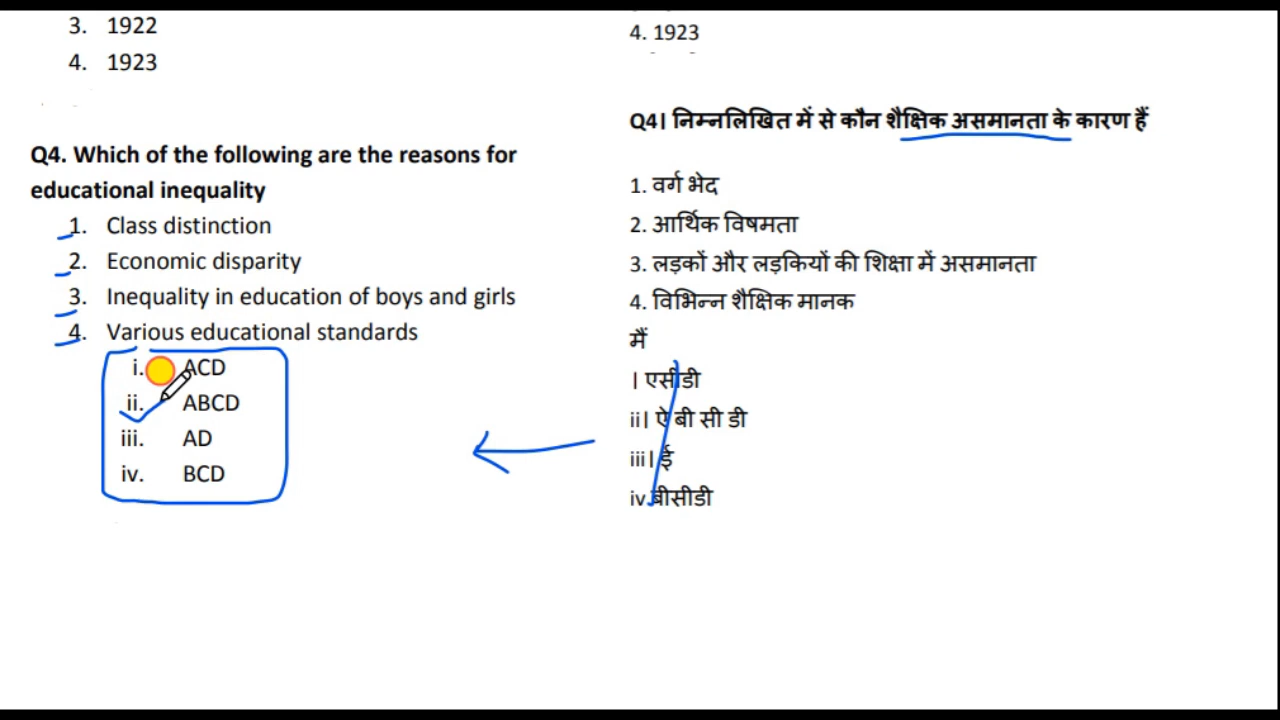 3. 1922
4. 1923
Q4. Which of the following are the reasons for
educational inequality
1. Class distinction
2. Economic disparity
3. Inequality in education of boys and girls
4. Various educational standards
i. ACD
ii. ABCD
iii. AD
iv. BCD
4. 1923
Q4। निम्नलिखित में से कौन शैक्षिक असमानता के कारण हैं
1. वर्ग भेद
2. आर्थिक विषमता
3. लड़कों और लड़कियों की शिक्षा में असमानता
4. विभिन्न शैक्षिक मानक
मैं
। एसीडी
ii। ऐ बी सी डी
iii। ई
iv.बीसीडी